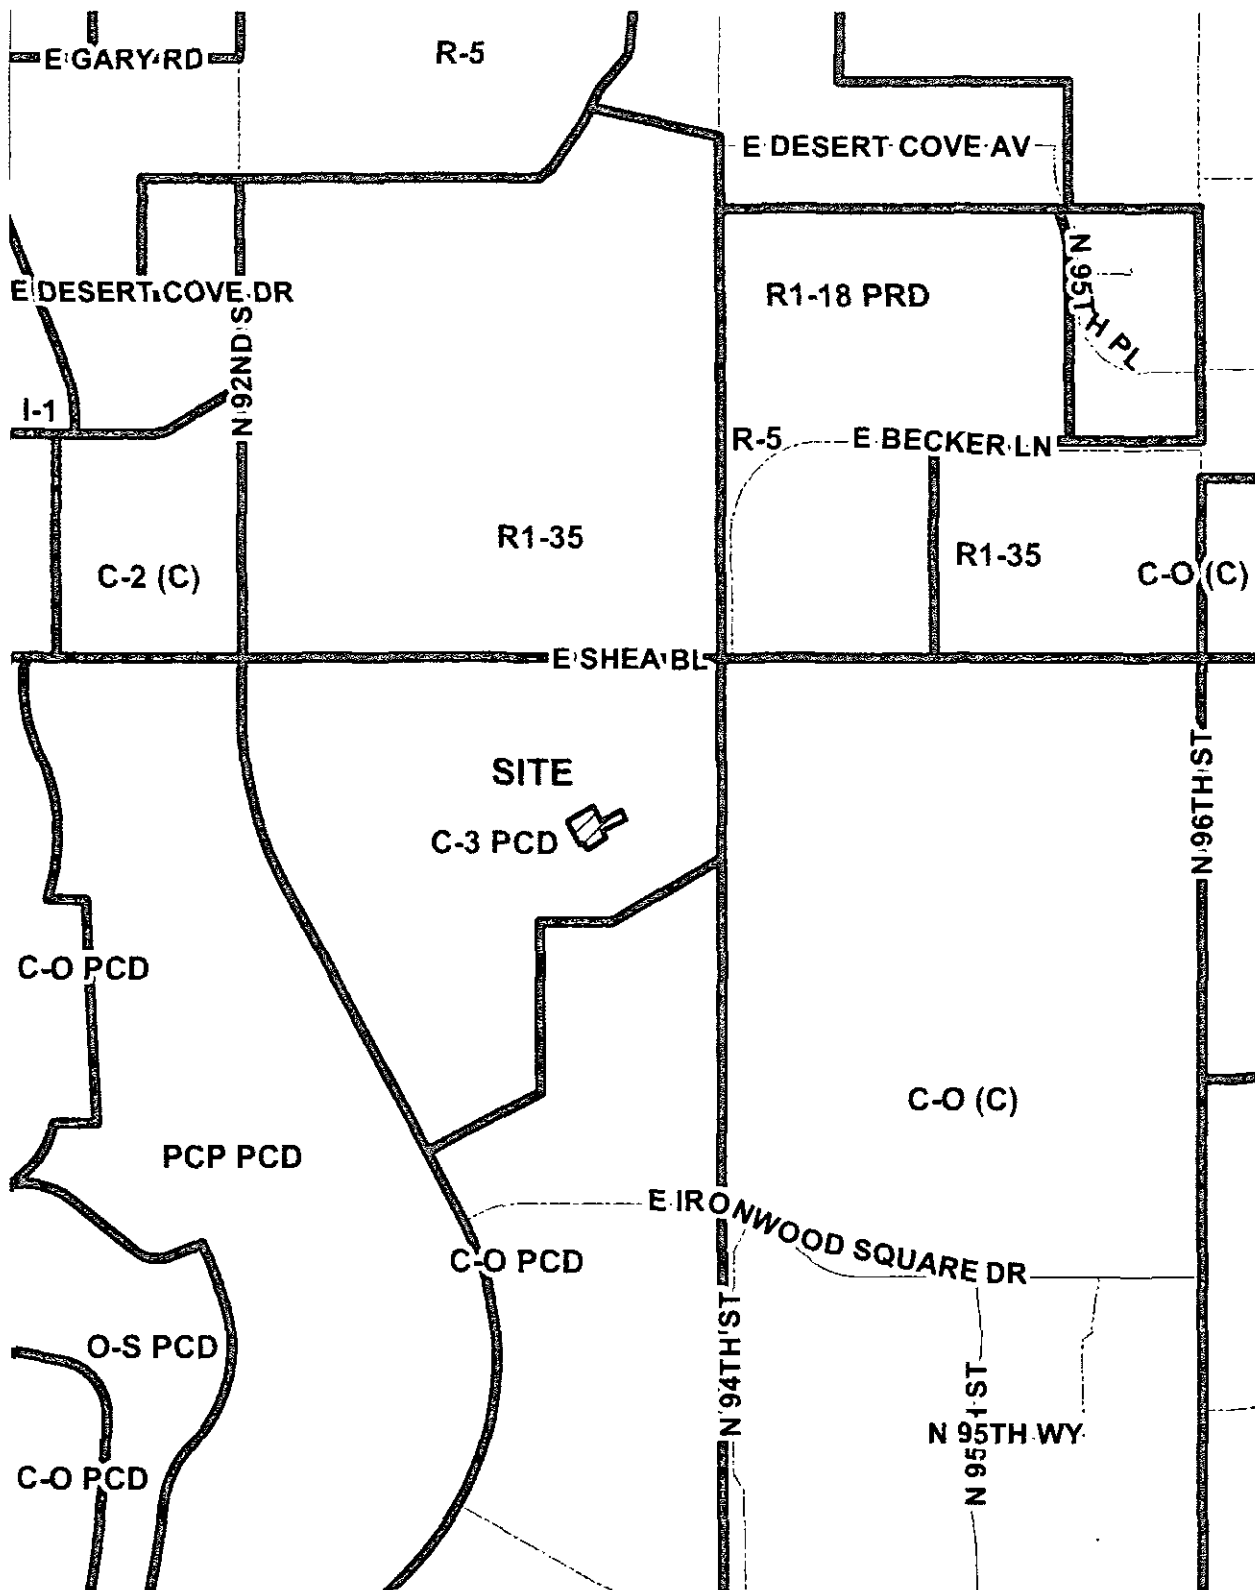 R-5
E GARY RD
E DESERT COVE AV
N 95TH PL
E DESERT COVE DR
R1-18 PRD
N 92ND S
I-1
R-5
E BECKER LN
R1-35
R1-35
C-2 (C)
C-O (C)
E SHEA BL
N 96TH ST
SITE
C-3 PCD
C-O PCD
C-O (C)
PCP PCD
E IRONWOOD SQUARE DR
C-O PCD
O-S PCD
N 94TH ST
N 95 ST
N 95TH WY
C-O PCD